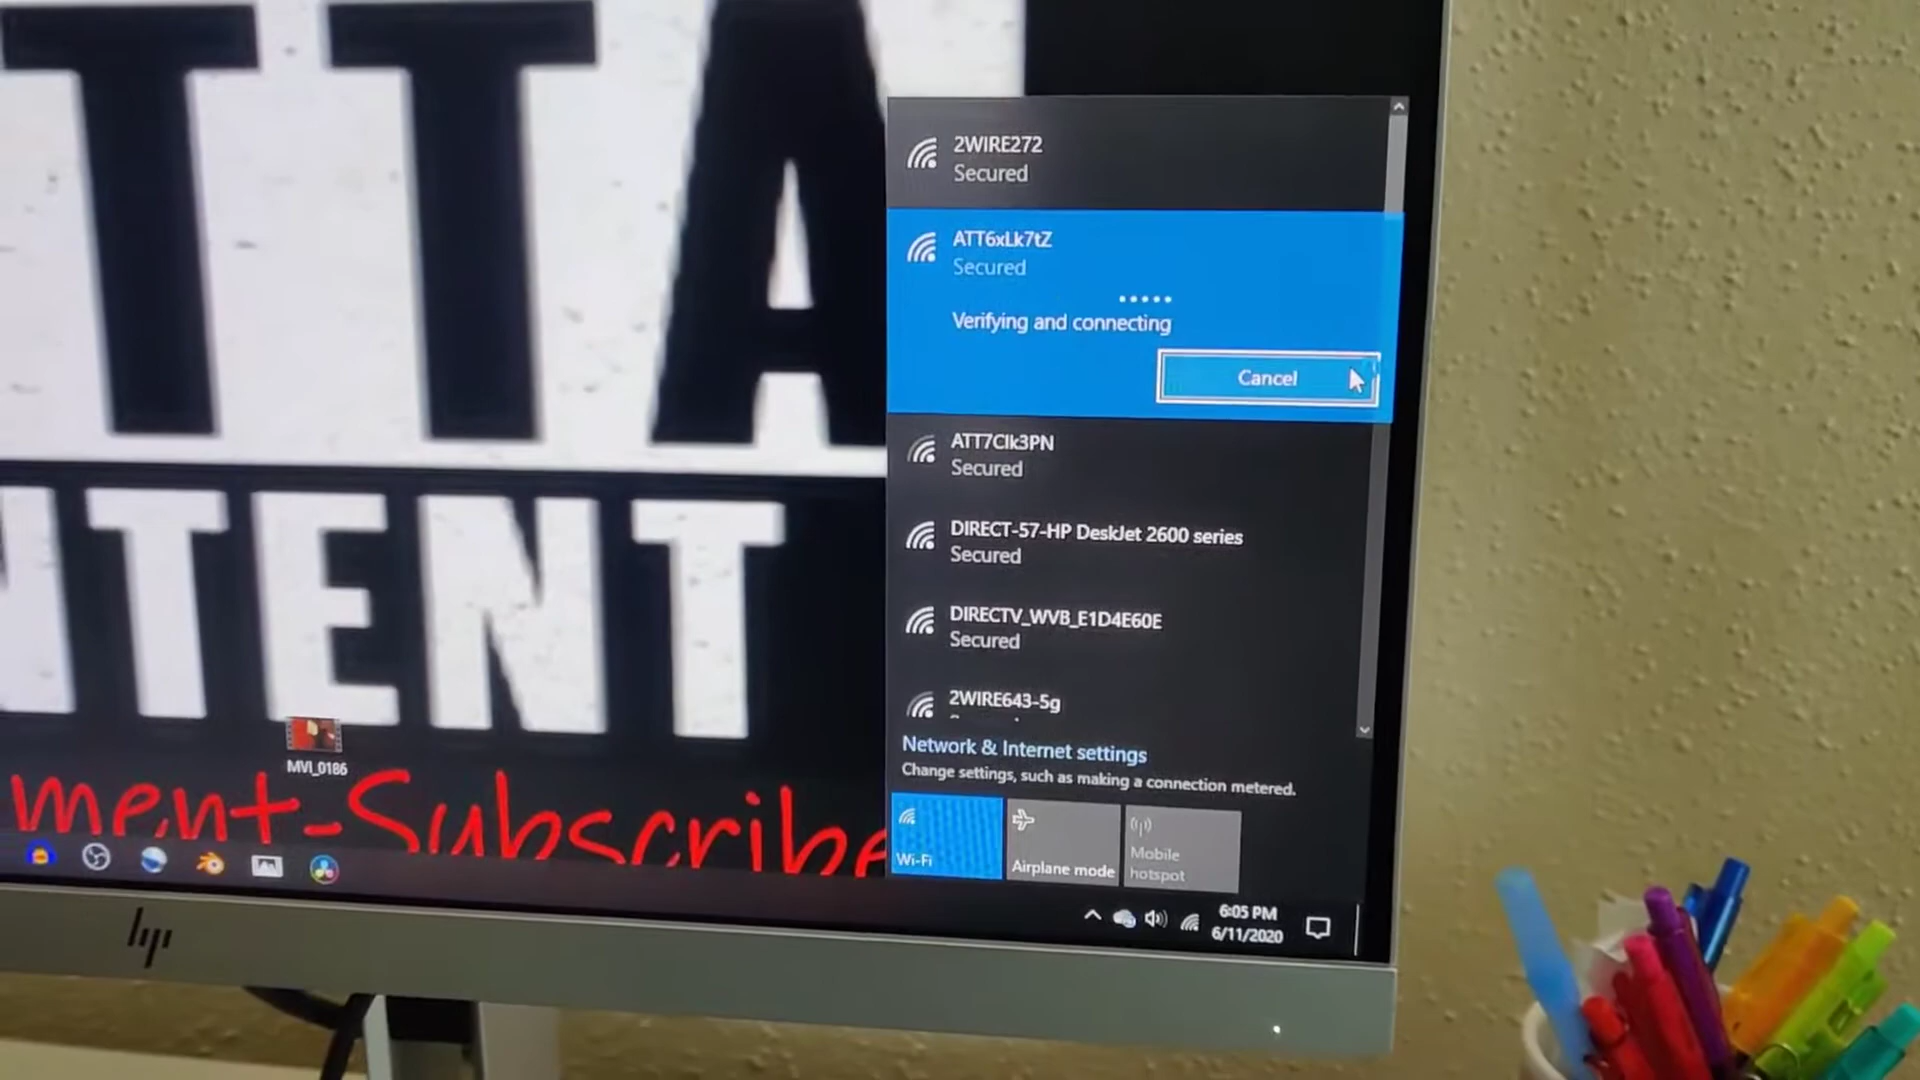 TTA
NTENT
MVI_0186
ment-Subscribe
2WIRE272
Secured
ATT6xLk7tZ
Secured
Verifying and connecting
Cancel
ATT7Clk3PN
Secured
DIRECT-57-HP DeskJet 2600 series
Secured
DIRECTV_WVB_E1D4E60E
Secured
2WIRE643-5g
Network & Internet settings
Change settings, such as making a connection metered.
Wi-Fi
Airplane mode
Mobile
hotspot
6:05 PM
6/11/2020
hp